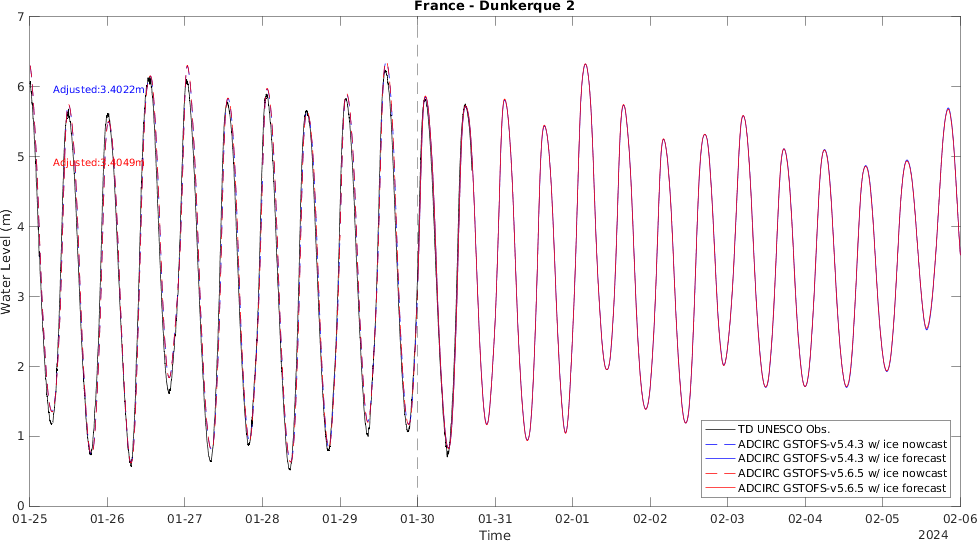 France - Dunkerque 2
7
6
5
4
3
2
1
0
Water Level (m)
Adjusted:3.4022m
Adjusted:3.4049m
TD UNESCO Obs.
ADCIRC GSTOFS-v5.4.3 w/ ice nowcast
ADCIRC GSTOFS-v5.4.3 w/ ice forecast
ADCIRC GSTOFS-v5.6.5 w/ ice nowcast
ADCIRC GSTOFS-v5.6.5 w/ ice forecast
01-25 01-26 01-27 01-28 01-29 01-30 01-31 02-01 02-02 02-03 02-04 02-05 02-06
Time
2024